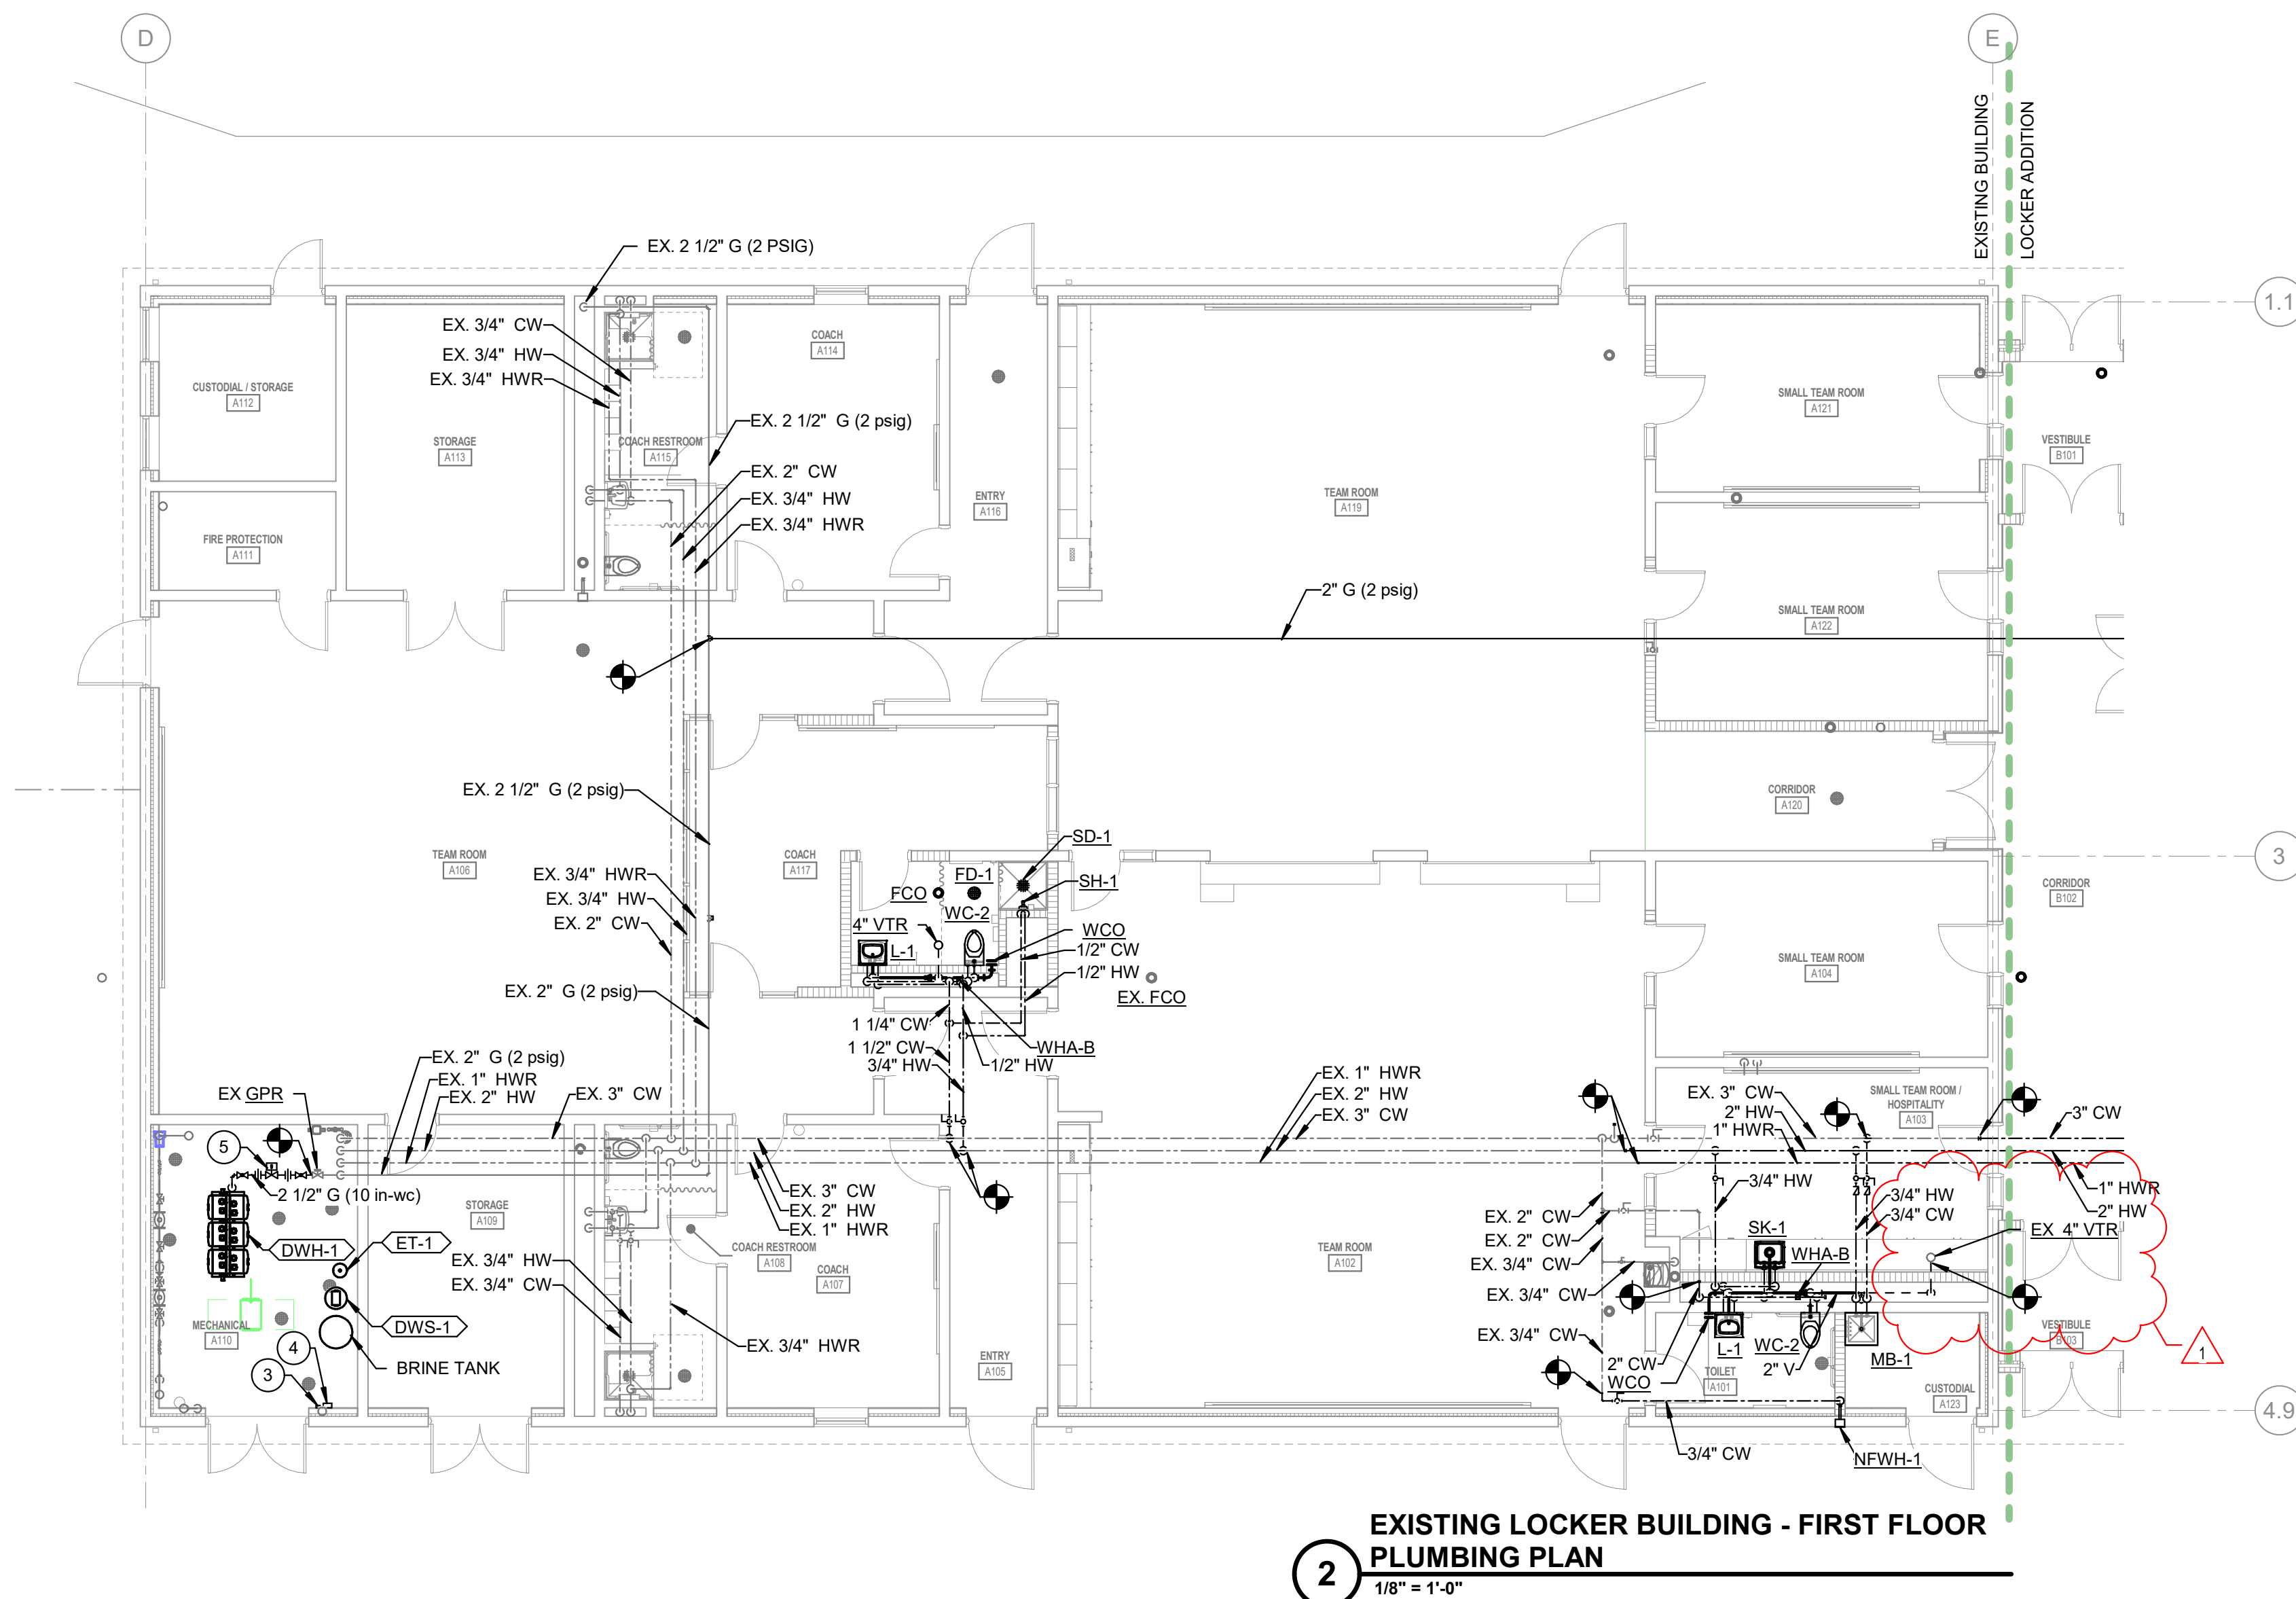 D
E
EXISTING BUILDING
LOCKER ADDITION
EX. 2 1/2" G (2 PSIG)
1.1
EX. 3/4" CW
EX. 3/4" HW
EX. 3/4" HWR
COACH
A114
CUSTODIAL / STORAGE
A112
SMALL TEAM ROOM
A121
EX. 2 1/2" G (2 psig)
STORAGE
A113
COACH RESTROOM
A115
VESTIBULE
B101
EX. 2" CW
EX. 3/4" HW
EX. 3/4" HWR
ENTRY
A116
TEAM ROOM
A119
FIRE PROTECTION
A111
2" G (2 psig)
SMALL TEAM ROOM
A122
EX. 2 1/2" G (2 psig)
CORRIDOR
A120
SD-1
TEAM ROOM
A106
COACH
A117
3
EX. 3/4" HWR
EX. 3/4" HW
EX. 2" CW
FCO
FD-1
SH-1
CORRIDOR
B102
WC-2
4" VTR
L-1
WCO
1/2" CW
1/2" HW
SMALL TEAM ROOM
A104
EX. 2" G (2 psig)
EX. FCO
1 1/4" CW
1 1/2" CW
3/4" HW
WHA-B
1/2" HW
EX. 2" G (2 psig)
EX. 1" HWR
EX. 2" HW
EX GPR
EX. 3" CW
EX. 1" HWR
EX. 2" HW
EX. 3" CW
EX. 3" CW
2" HW
1" HWR
SMALL TEAM ROOM /
HOSPITALITY
A103
3" CW
5
2 1/2" G (10 in-wc)
EX. 3" CW
EX. 2" HW
EX. 1" HWR
3/4" HW
3/4" HW
3/4" CW
1" HWR
2" HW
STORAGE
A109
EX. 2" CW
EX. 2" CW
EX. 3/4" CW
EX. 3/4" CW
SK-1
WHA-B
EX 4" VTR
DWH-1
ET-1
COACH RESTROOM
A108
COACH
A107
TEAM ROOM
A102
EX. 3/4" HW
EX. 3/4" CW
MECHANICAL
A110
DWS-1
4
3
BRINE TANK
EX. 3/4" HWR
ENTRY
A105
EX. 3/4" CW
2" CW
WCO
L-1
WC-2
2" V
MB-1
TOILET
A101
VESTIBULE
B103
1
CUSTODIAL
A123
4.9
3/4" CW
NFWH-1
2
EXISTING LOCKER BUILDING - FIRST FLOOR
PLUMBING PLAN
1/8" = 1'-0"